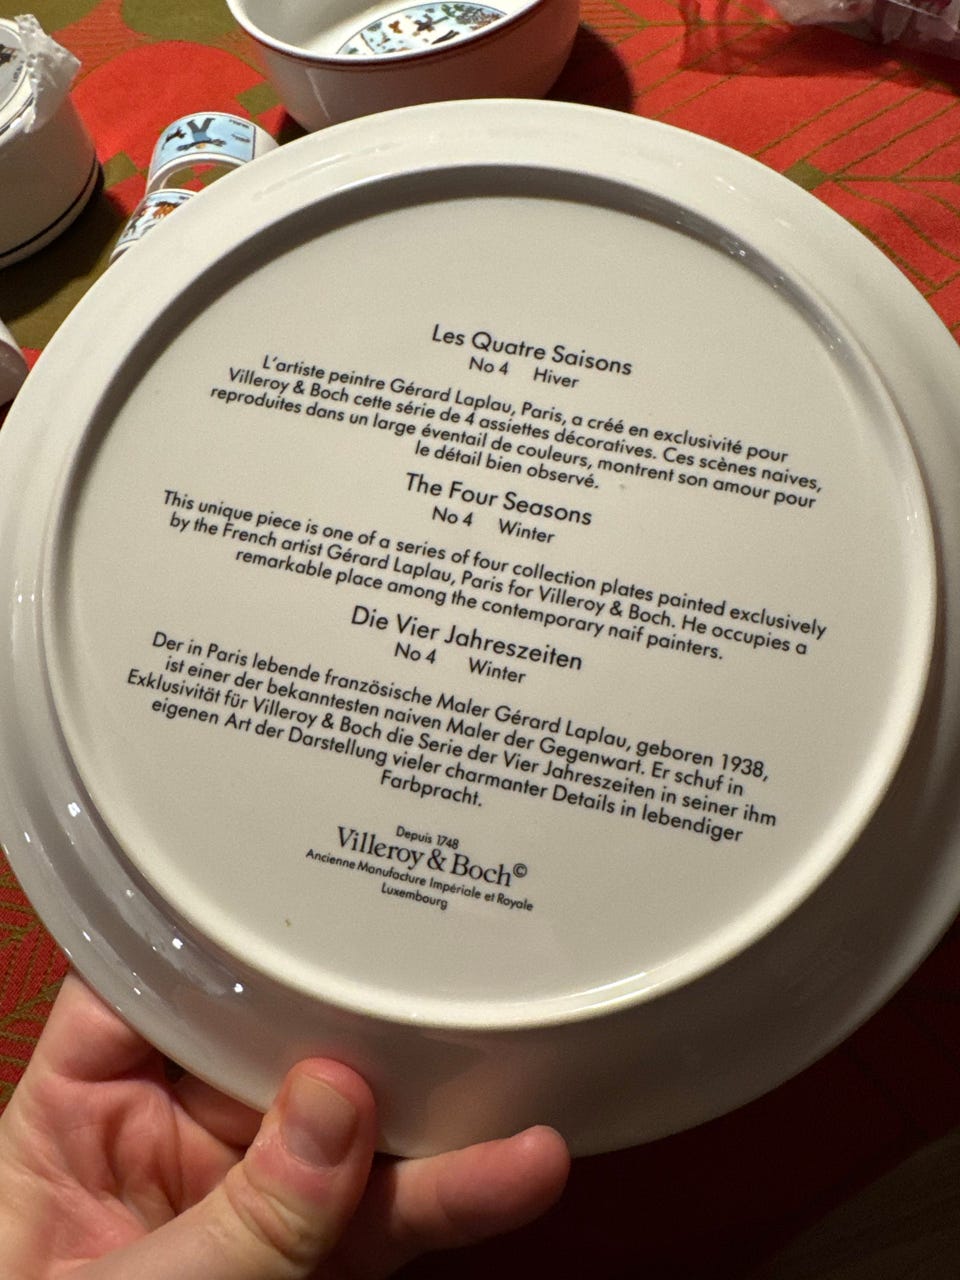 Les Quatre Saisons
No 4 Hiver
L'artiste peintre Gérard Laplau, Paris, a créé en exclusivité pour
Villeroy & Boch cette série de 4 assiettes décoratives. Ces scènes naives,
reproduites dans un large éventail de couleurs, montrent son amour pour
le détail bien observé.
The Four Seasons
No 4 Winter
This unique piece is one of a series of four collection plates painted exclusively
by the French artist Gérard Laplau, Paris for Villeroy & Boch. He occupies a
remarkable place among the contemporary naif painters.
Die Vier Jahreszeiten
No 4 Winter
Der in Paris lebende französische Maler Gérard Laplau, geboren 1938,
ist einer der bekanntesten naiven Maler der Gegenwart. Er schuf in
Exklusivität für Villeroy & Boch die Serie der Vier Jahreszeiten in seiner ihm
eigenen Art der Darstellung vieler charmanter Details in lebendiger
Farbpracht.
Depuis 1748
Villeroy & Boch©
Ancienne Manufacture Impériale et Royale
Luxembourg